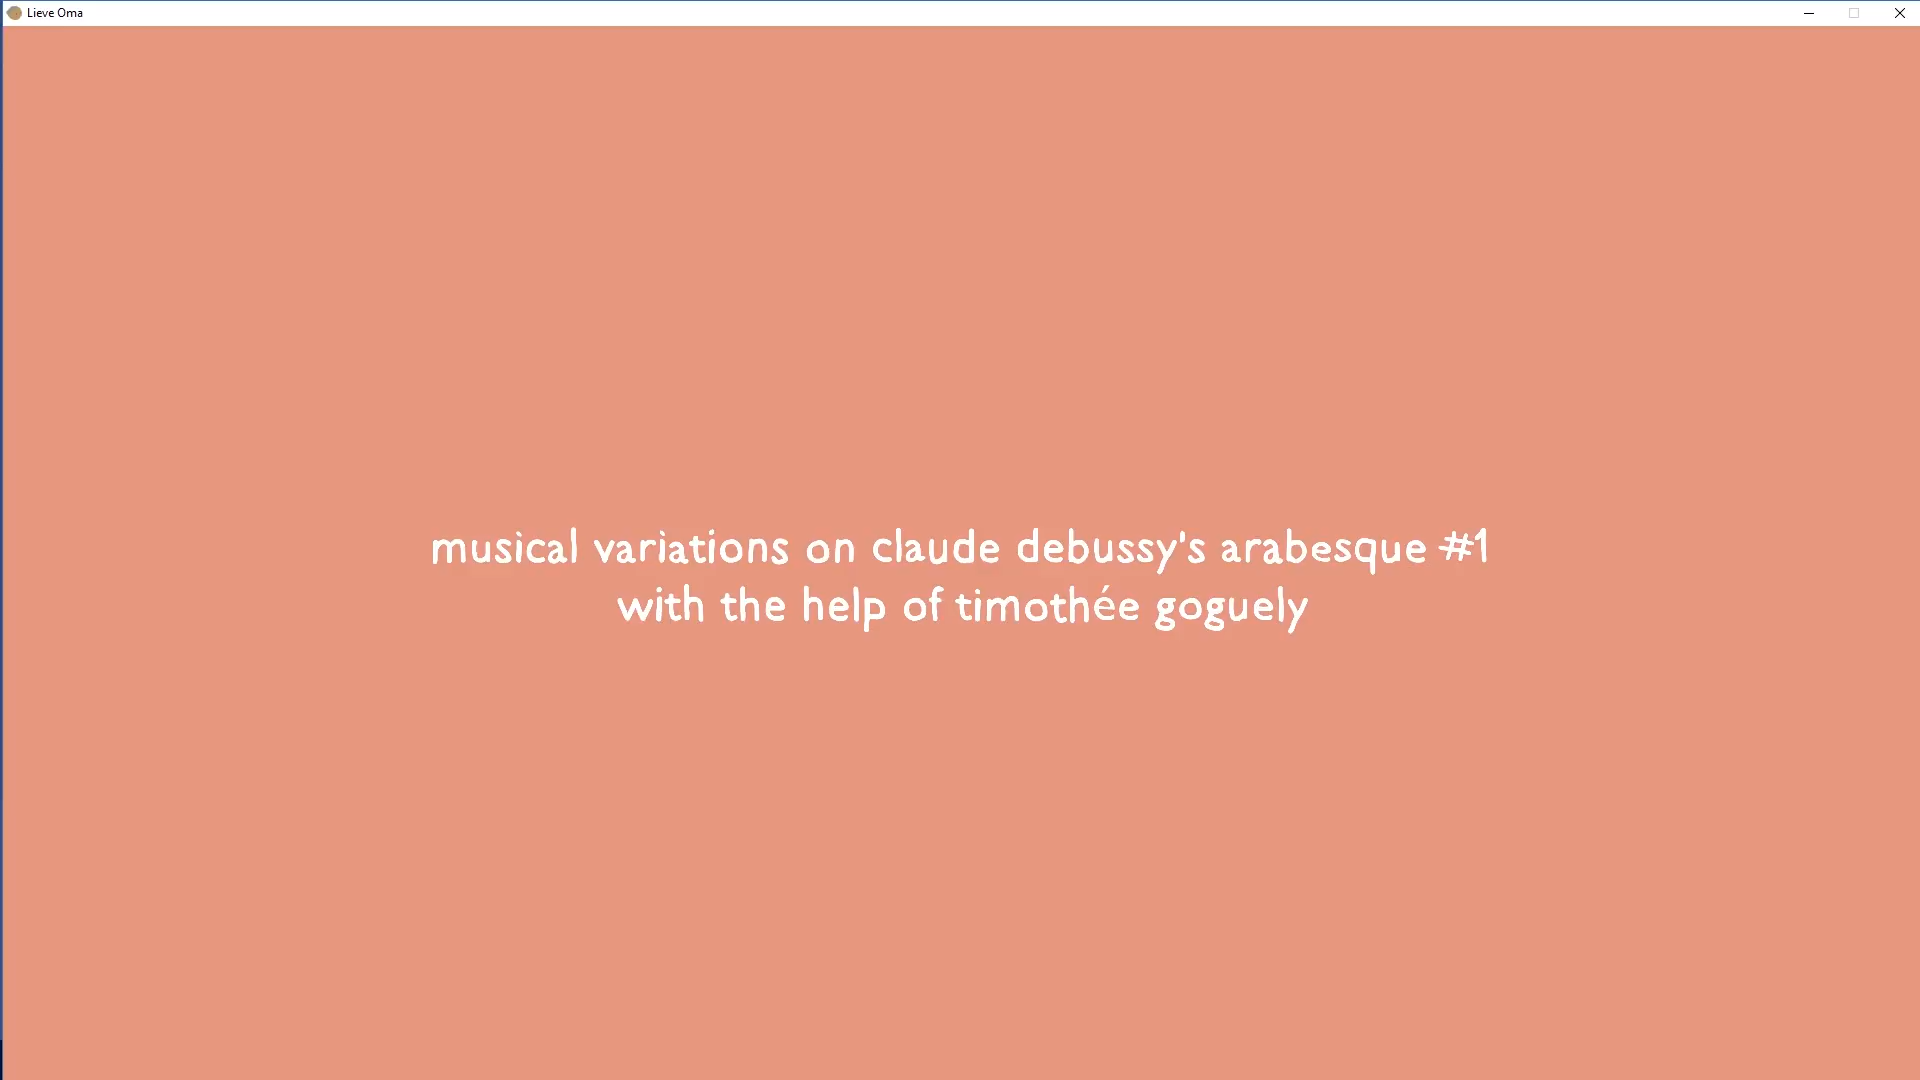 Lieve Oma
musical variations on claude debussy's arabesque #1
with the help of timothée goguely